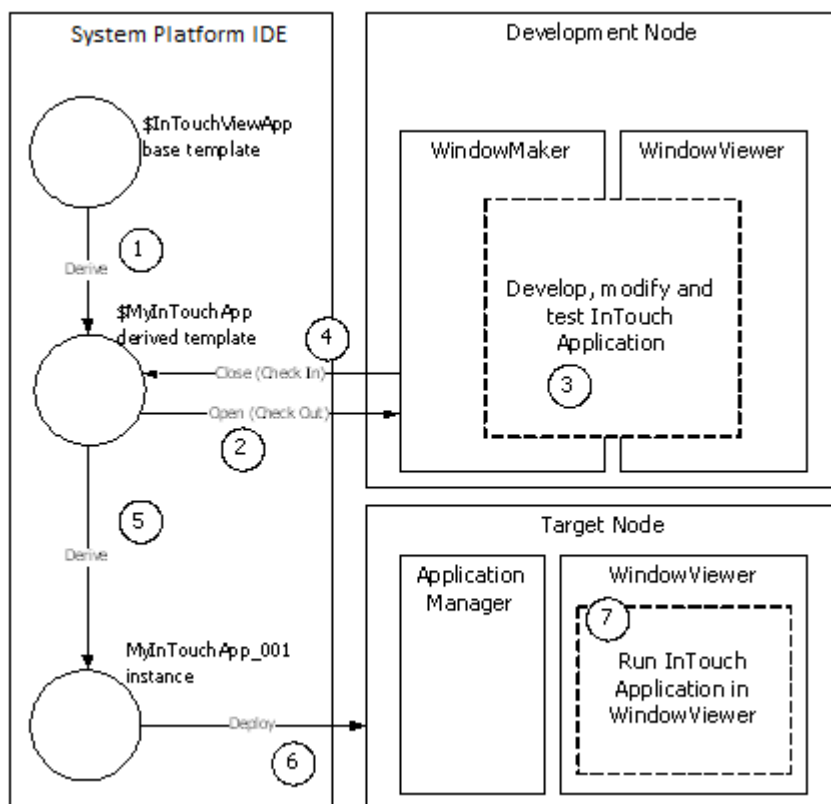 System Platform IDE
$InTouchViewApp
base template
1
Derive
$MyInTouchApp
derived template
4
Close (Check In)
Open (Check Out)
2
5
Derive
MyInTouchApp_001
instance
Deploy
6
Development Node
WindowMaker
WindowViewer
Develop, modify and
test InTouch
Application
3
Target Node
Application
Manager
WindowViewer
7
Run InTouch
Application in
WindowViewer